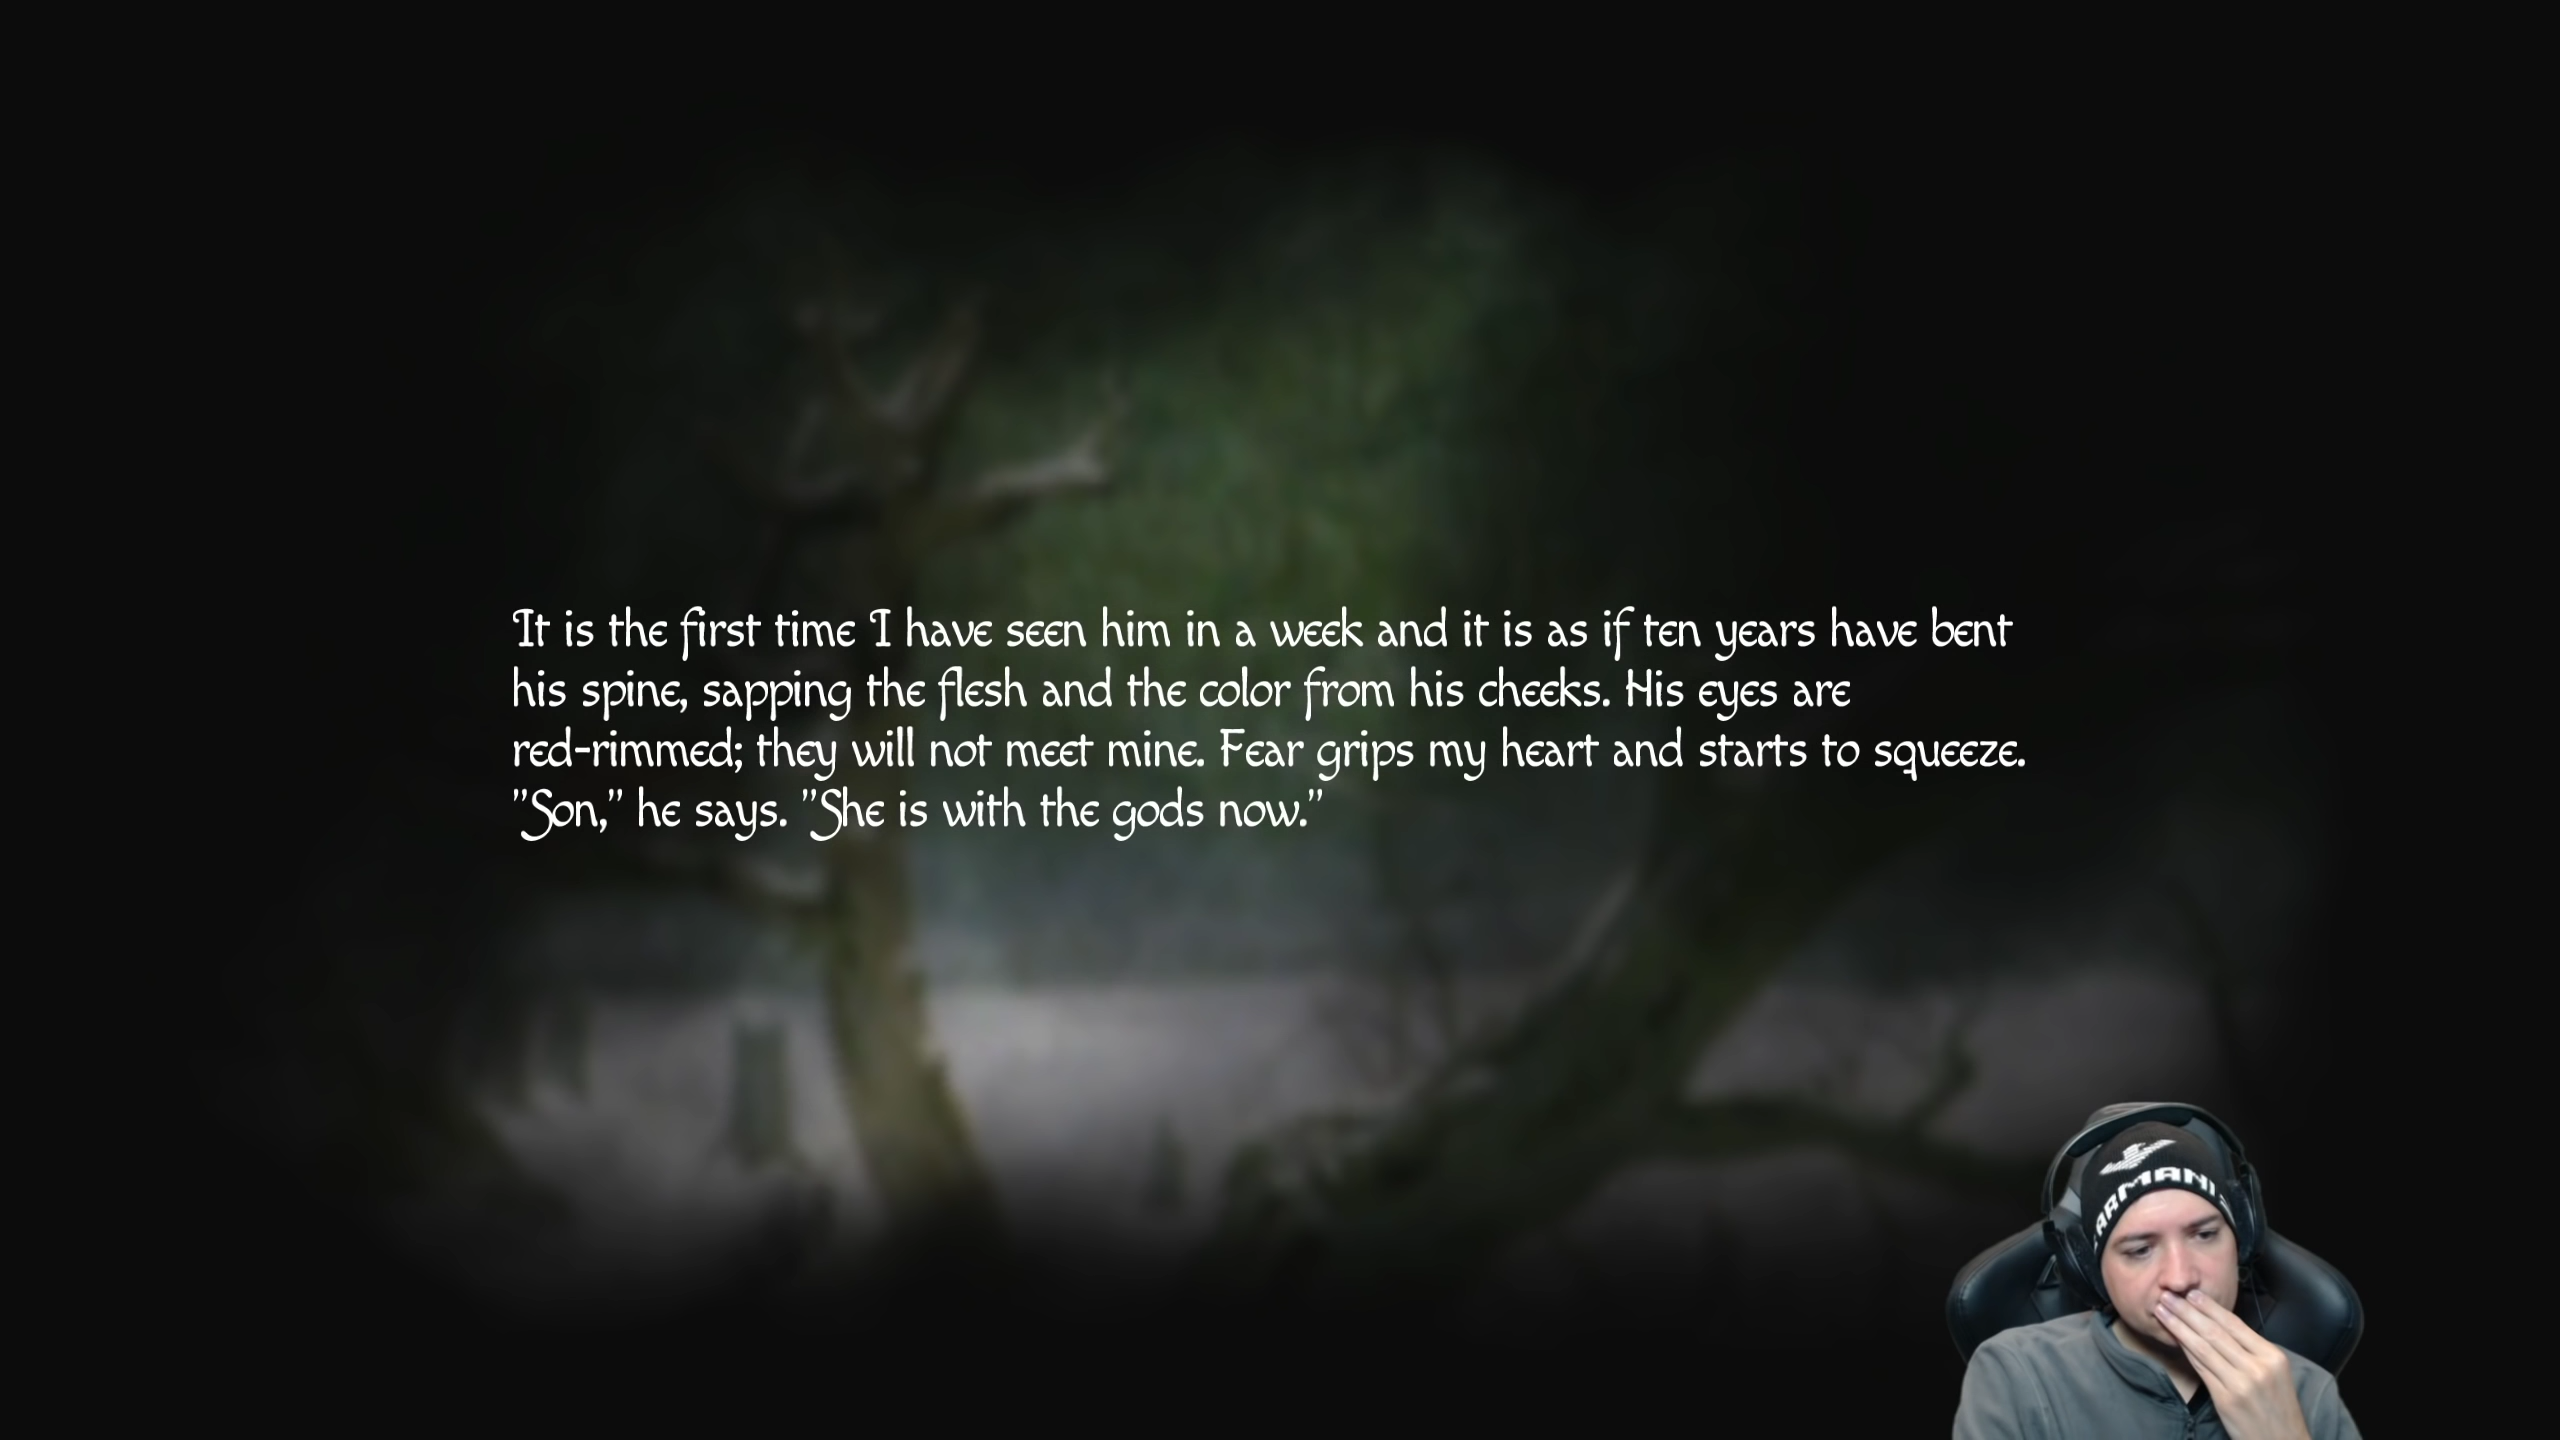 It is the first time I have seen him in a week and it is as if ten years have bent
his spine, sapping the flesh and the color from his cheeks. His eyes are
red-rimmed; they will not meet mine. Fear grips my heart and starts to squeeze.
"Son," he says. "She is with the gods now."
ARMANI